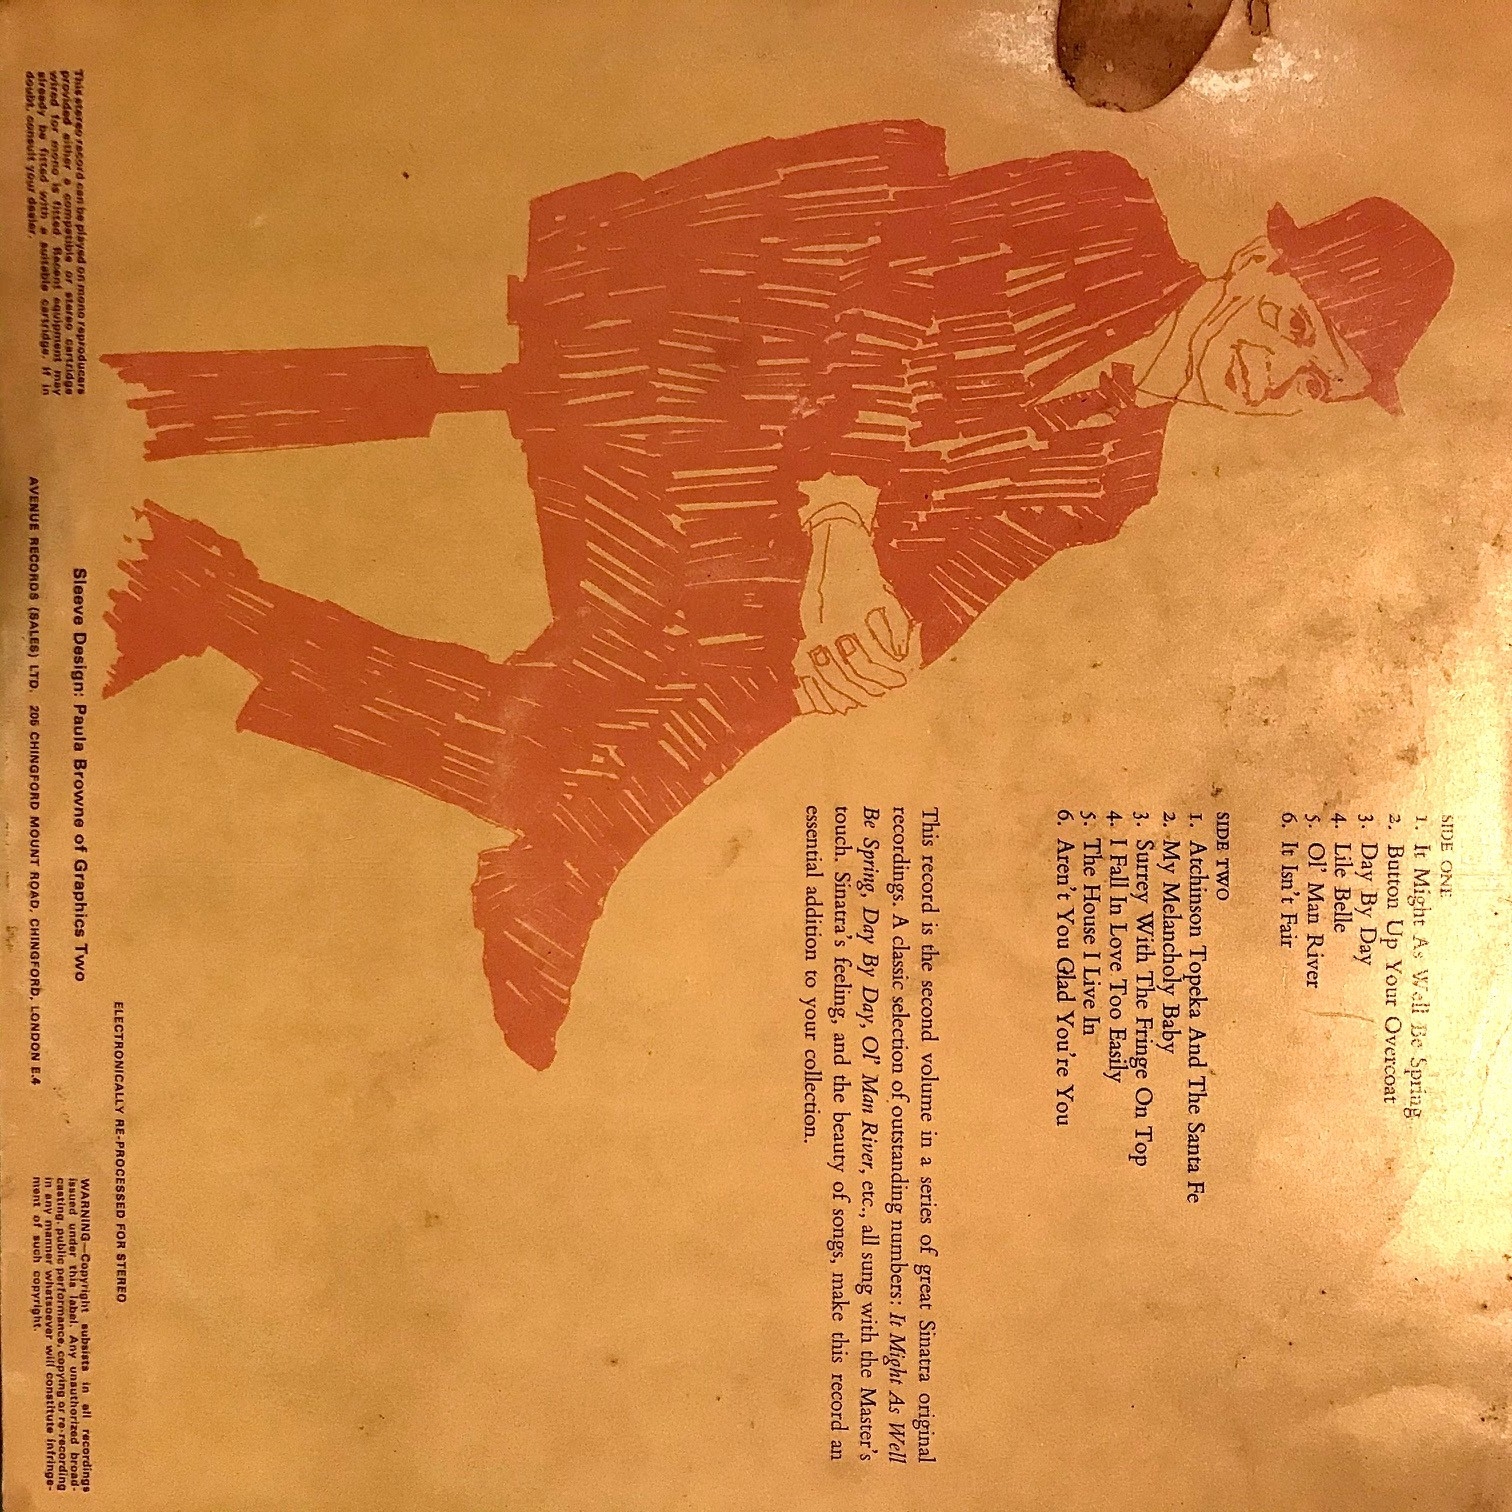 SIDE ONE
1. It Might As Well Be Spring
2. Button Up Your Overcoat
3. Day By Day
4. Lile Belle
5. Ol' Man River
6. It Isn't Fair
SIDE TWO
1. Atchinson Topeka And The Santa Fe
2. My Melancholy Baby
3. Surrey With The Fringe On Top
4. I Fall In Love Too Easily
5. The House I Live In
6. Aren't You Glad You're You
This record is the second volume in a series of great Sinatra original
recordings. A classic selection of outstanding numbers: It Might As Well
Be Spring, Day By Day, Ol' Man River, etc., all sung with the Master's
touch. Sinatra's feeling, and the beauty of songs, make this record an
essential addition to your collection.
ELECTRONICALLY RE-PROCESSED FOR STEREO
This stereo record can be played on mono reproducers
provided either a compatible or stereo cartridge
wired for mono is fitted. Recent equipment may
already be fitted with a suitable cartridge. If in
doubt, consult your dealer.
Sleeve Design: Paula Browne of Graphics Two
AVENUE RECORDS (SALES) LTD. 205 CHINGFORD MOUNT ROAD, CHINGFORD, LONDON E.4
WARNING—Copyright subsists in all recordings
issued under this label. Any unauthorized broad-
casting, public performance, copying or re-recording
in any manner whatsoever will constitute infringe-
ment of such copyright.